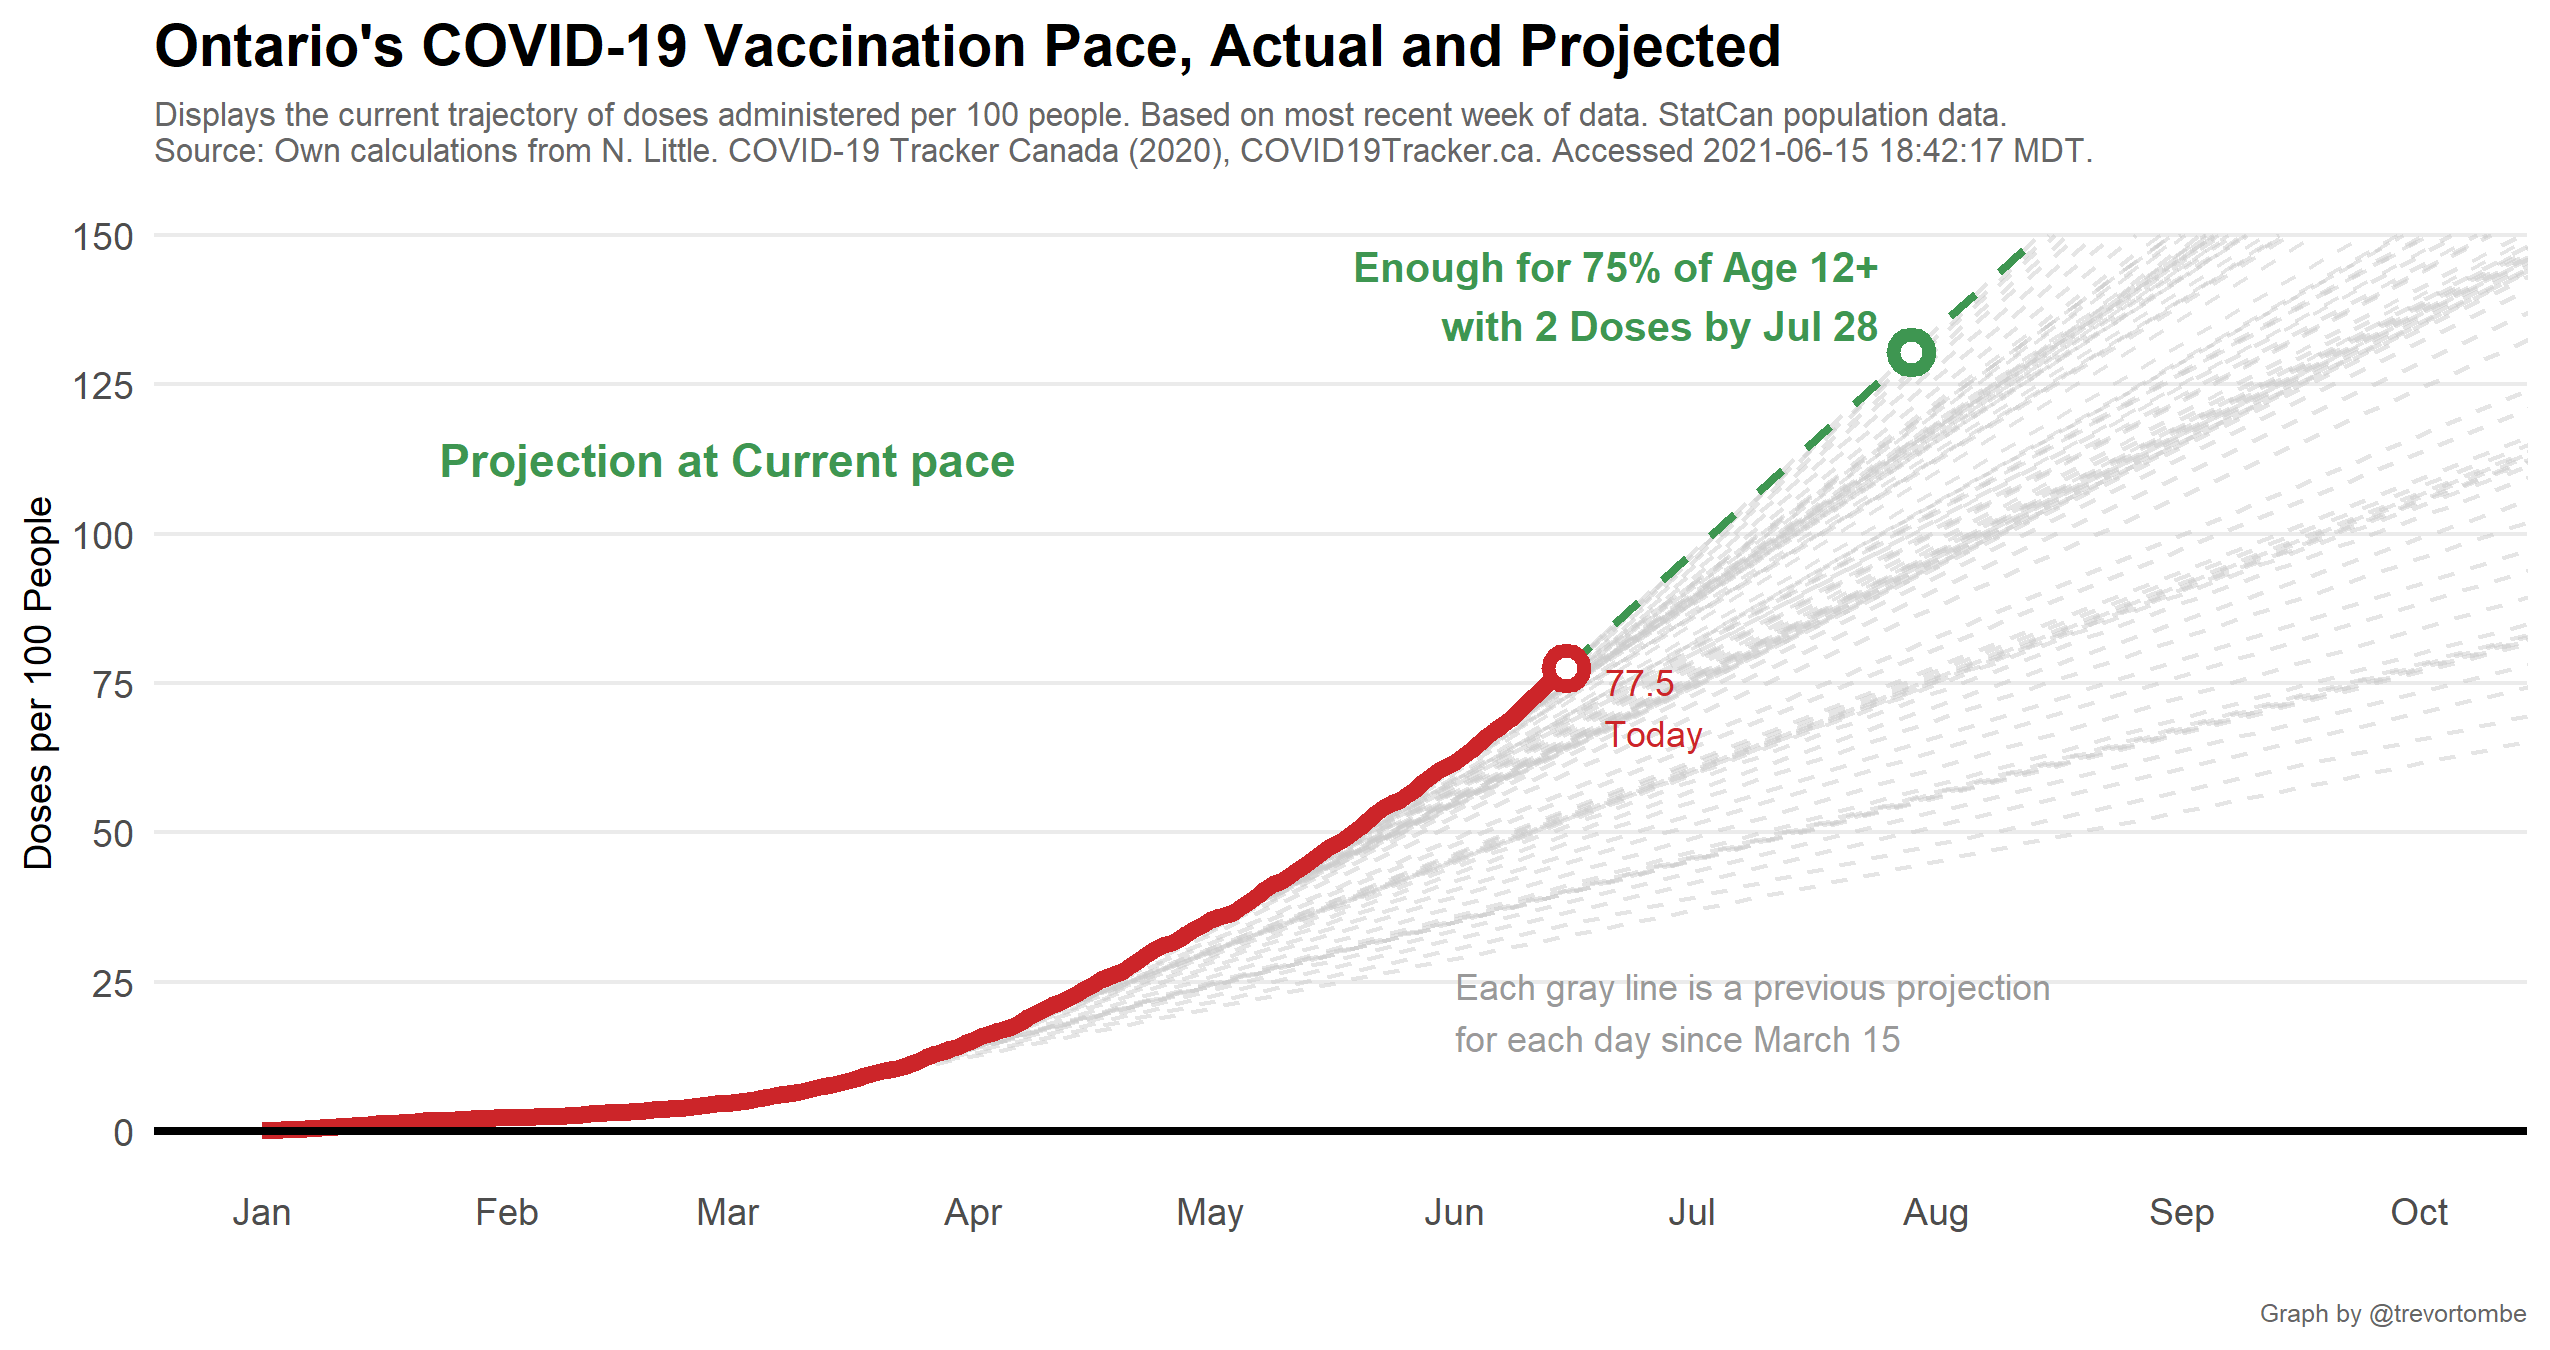 Ontario's COVID-19 Vaccination Pace, Actual and Projected
Displays the current trajectory of doses administered per 100 people. Based on most recent week of data. StatCan population data.
Source: Own calculations from N. Little. COVID-19 Tracker Canada (2020), COVID19Tracker.ca. Accessed 2021-06-15 18:42:17 MDT.
150
Enough for 75% of Age 12+
with 2 Doses by Jul 28
125
Projection at Current pace
Doses per 100 People
100
75
77.5
Today
50
25
Each gray line is a previous projection
for each day since March 15
0
Jan Feb Mar Apr May Jun Jul Aug Sep Oct
Graph by @trevortombe